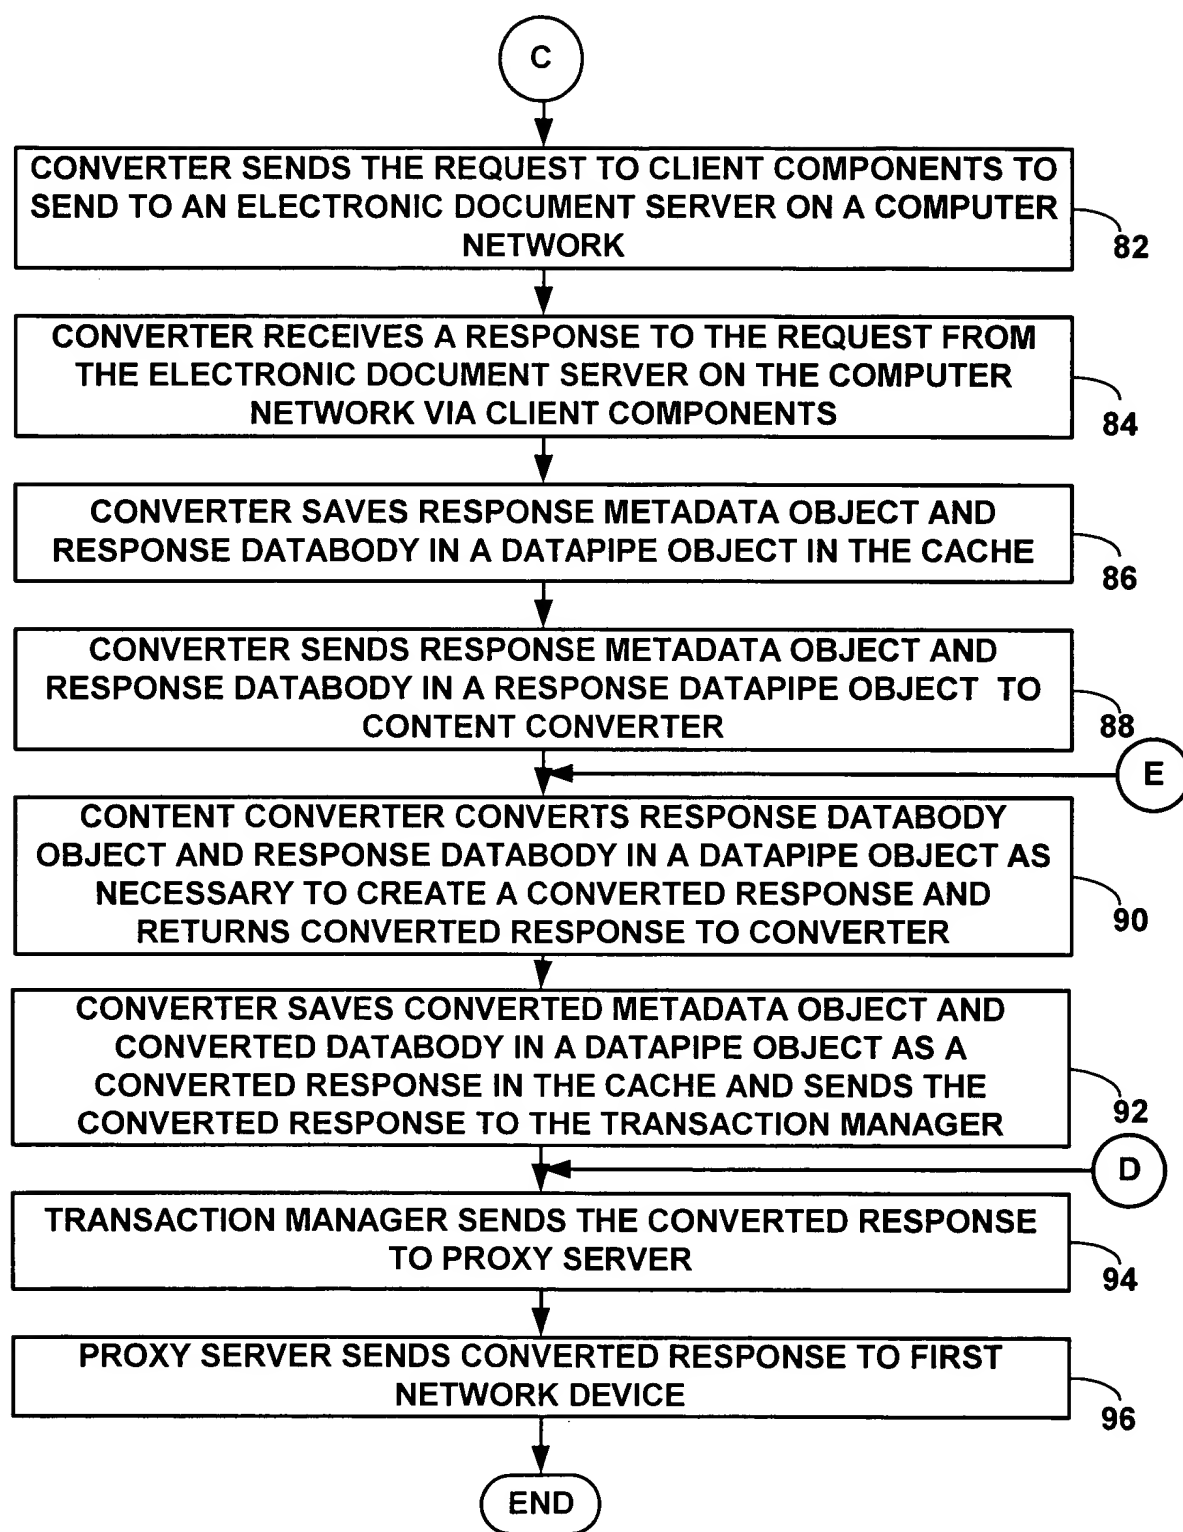 C
CONVERTER SENDS THE REQUEST TO CLIENT COMPONENTS TO
SEND TO AN ELECTRONIC DOCUMENT SERVER ON A COMPUTER
NETWORK
82
CONVERTER RECEIVES A RESPONSE TO THE REQUEST FROM
THE ELECTRONIC DOCUMENT SERVER ON THE COMPUTER
NETWORK VIA CLIENT COMPONENTS
84
CONVERTER SAVES RESPONSE METADATA OBJECT AND
RESPONSE DATABODY IN A DATAPIPE OBJECT IN THE CACHE
86
CONVERTER SENDS RESPONSE METADATA OBJECT AND
RESPONSE DATABODY IN A RESPONSE DATAPIPE OBJECT TO
CONTENT CONVERTER
88
E
CONTENT CONVERTER CONVERTS RESPONSE DATABODY
OBJECT AND RESPONSE DATABODY IN A DATAPIPE OBJECT AS
NECESSARY TO CREATE A CONVERTED RESPONSE AND
RETURNS CONVERTED RESPONSE TO CONVERTER
90
CONVERTER SAVES CONVERTED METADATA OBJECT AND
CONVERTED DATABODY IN A DATAPIPE OBJECT AS A
CONVERTED RESPONSE IN THE CACHE AND SENDS THE
CONVERTED RESPONSE TO THE TRANSACTION MANAGER
92
D
TRANSACTION MANAGER SENDS THE CONVERTED RESPONSE
TO PROXY SERVER
94
PROXY SERVER SENDS CONVERTED RESPONSE TO FIRST
NETWORK DEVICE
96
END